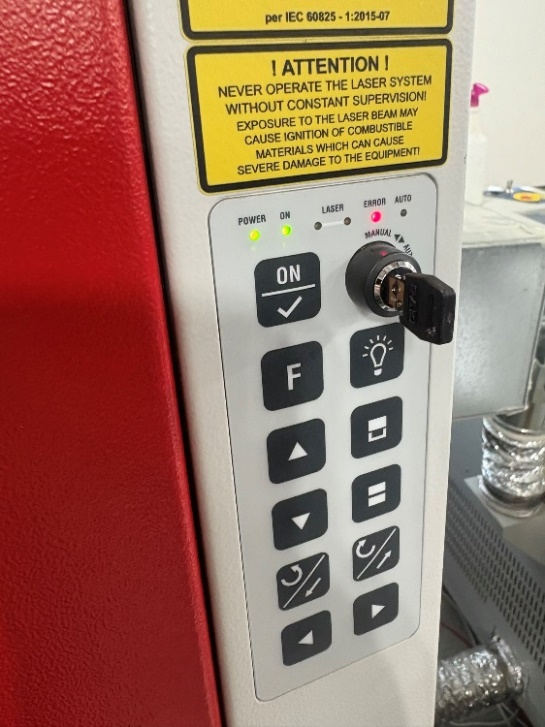 per IEC 60825 - 1:2015-07
! ATTENTION !
NEVER OPERATE THE LASER SYSTEM
WITHOUT CONSTANT SUPERVISION!
EXPOSURE TO THE LASER BEAM MAY
CAUSE IGNITION OF COMBUSTIBLE
MATERIALS WHICH CAN CAUSE
SEVERE DAMAGE TO THE EQUIPMENT!
POWER ON LASER ERROR AUTO
MANUAL
ON
F